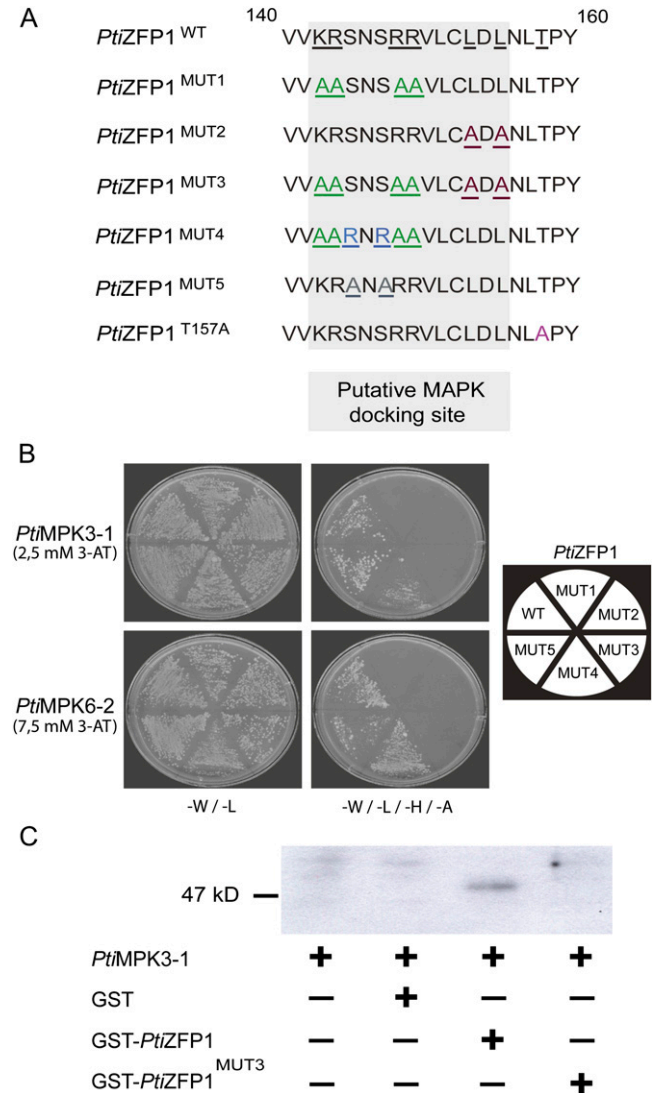 A
140 160
PtiZFP1 WT VVKRSNSRRVLCLDLNLTPY
PtiZFP1 MUT1 VVAASNSAAVLCLDLNLTPY
PtiZFP1 MUT2 VVKRSNSRRVLCADANLTPY
PtiZFP1 MUT3 VVAASNSAAVLCADANLTPY
PtiZFP1 MUT4 VVAARNRAAVLCLDLNLTPY
PtiZFP1 MUT5 VVKRANARRVLCLDLNLTPY
PtiZFP1 T157A VVKRSNSRRVLCLDLNLAPY
Putative MAPK
docking site
B
PtiMPK3-1
(2,5 mM 3-AT)
PtiZFP1
MUT1
WT MUT2
MUT5 MUT3
MUT4
PtiMPK6-2
(7,5 mM 3-AT)
-W / -L -W / -L / -H / -A
C
47 kD —
PtiMPK3-1 + + + +
GST — + — —
GST-PtiZFP1 — — + —
GST-PtiZFP1 MUT3 — — — +